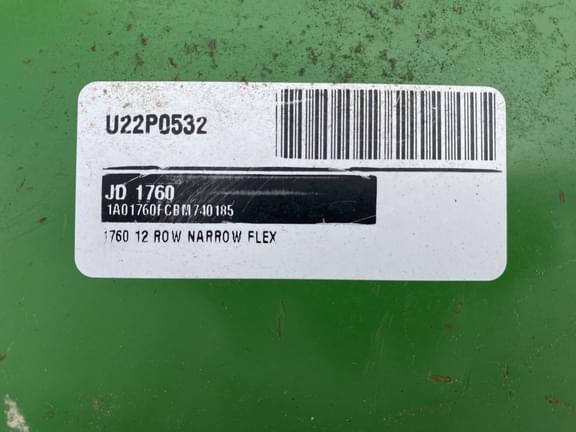 U22P0532
JD 1760
1A01760FCBM740185
1760 12 ROW NARROW FLEX